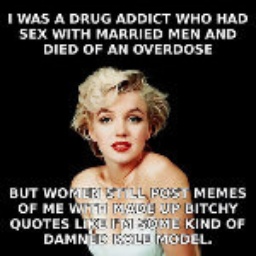 I WAS A DRUG ADDICT WHO HAD
SEX WITH MARRIED MEN AND
DIED OF AN OVERDOSE
BUT WOMEN STILL POST MEMES
OF ME WITH MADE UP BITCHY
QUOTES LIKE I'M SOME KIND OF
DAMNED ROLE MODEL.